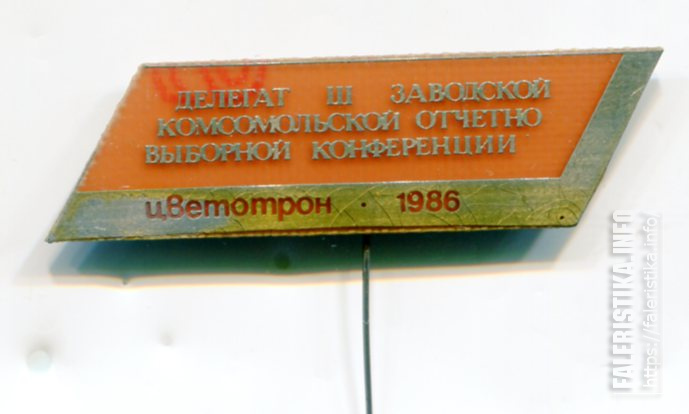 ДЕЛЕГАТ III ЗАВОДСКОЙ
КОМСОМОЛЬСКОЙ ОТЧЕТНО
ВЫБОРНОЙ КОНФЕРЕНЦИИ
цветотрон · 1986
FALERISTIKA.INFO
https://faleristika.info